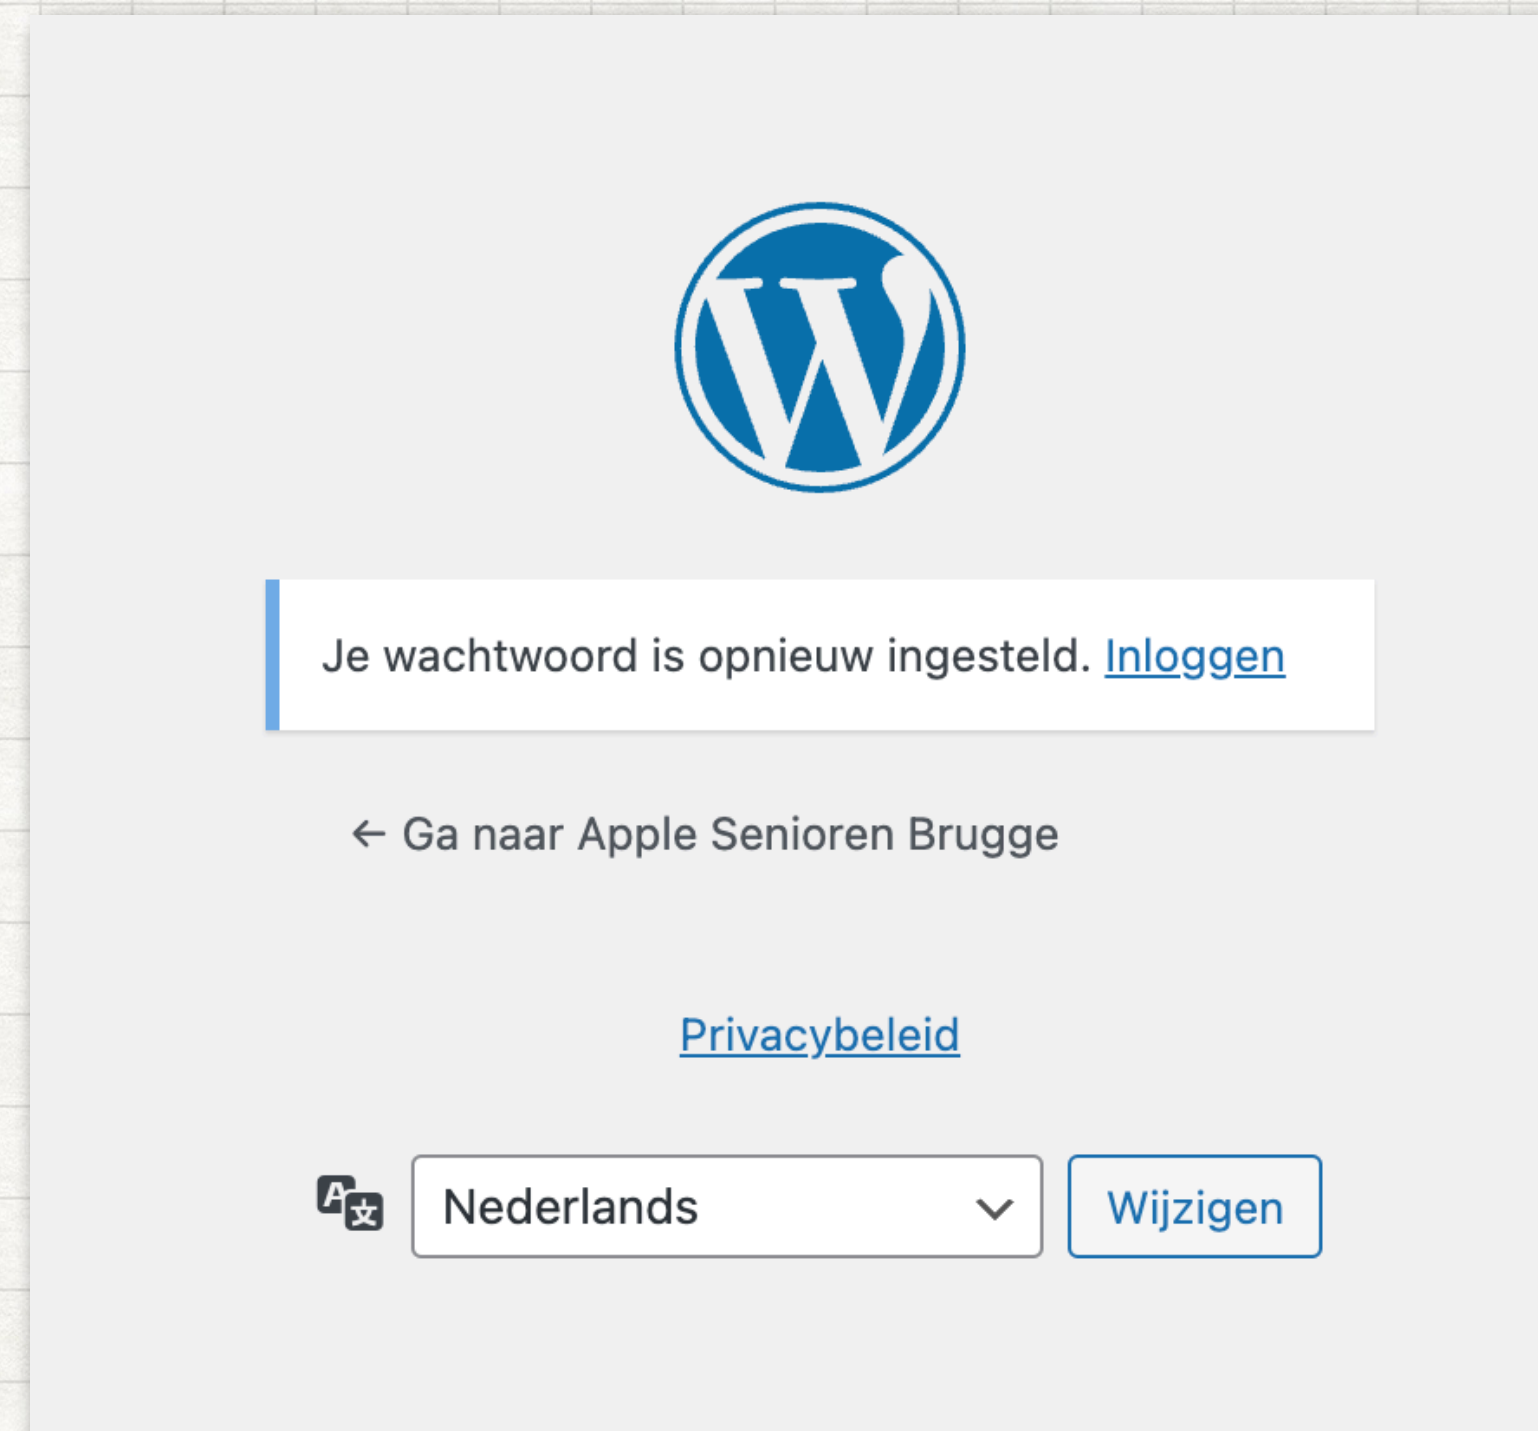 Je wachtwoord is opnieuw ingesteld. Inloggen
← Ga naar Apple Senioren Brugge
Privacybeleid
Nederlands
Wijzigen